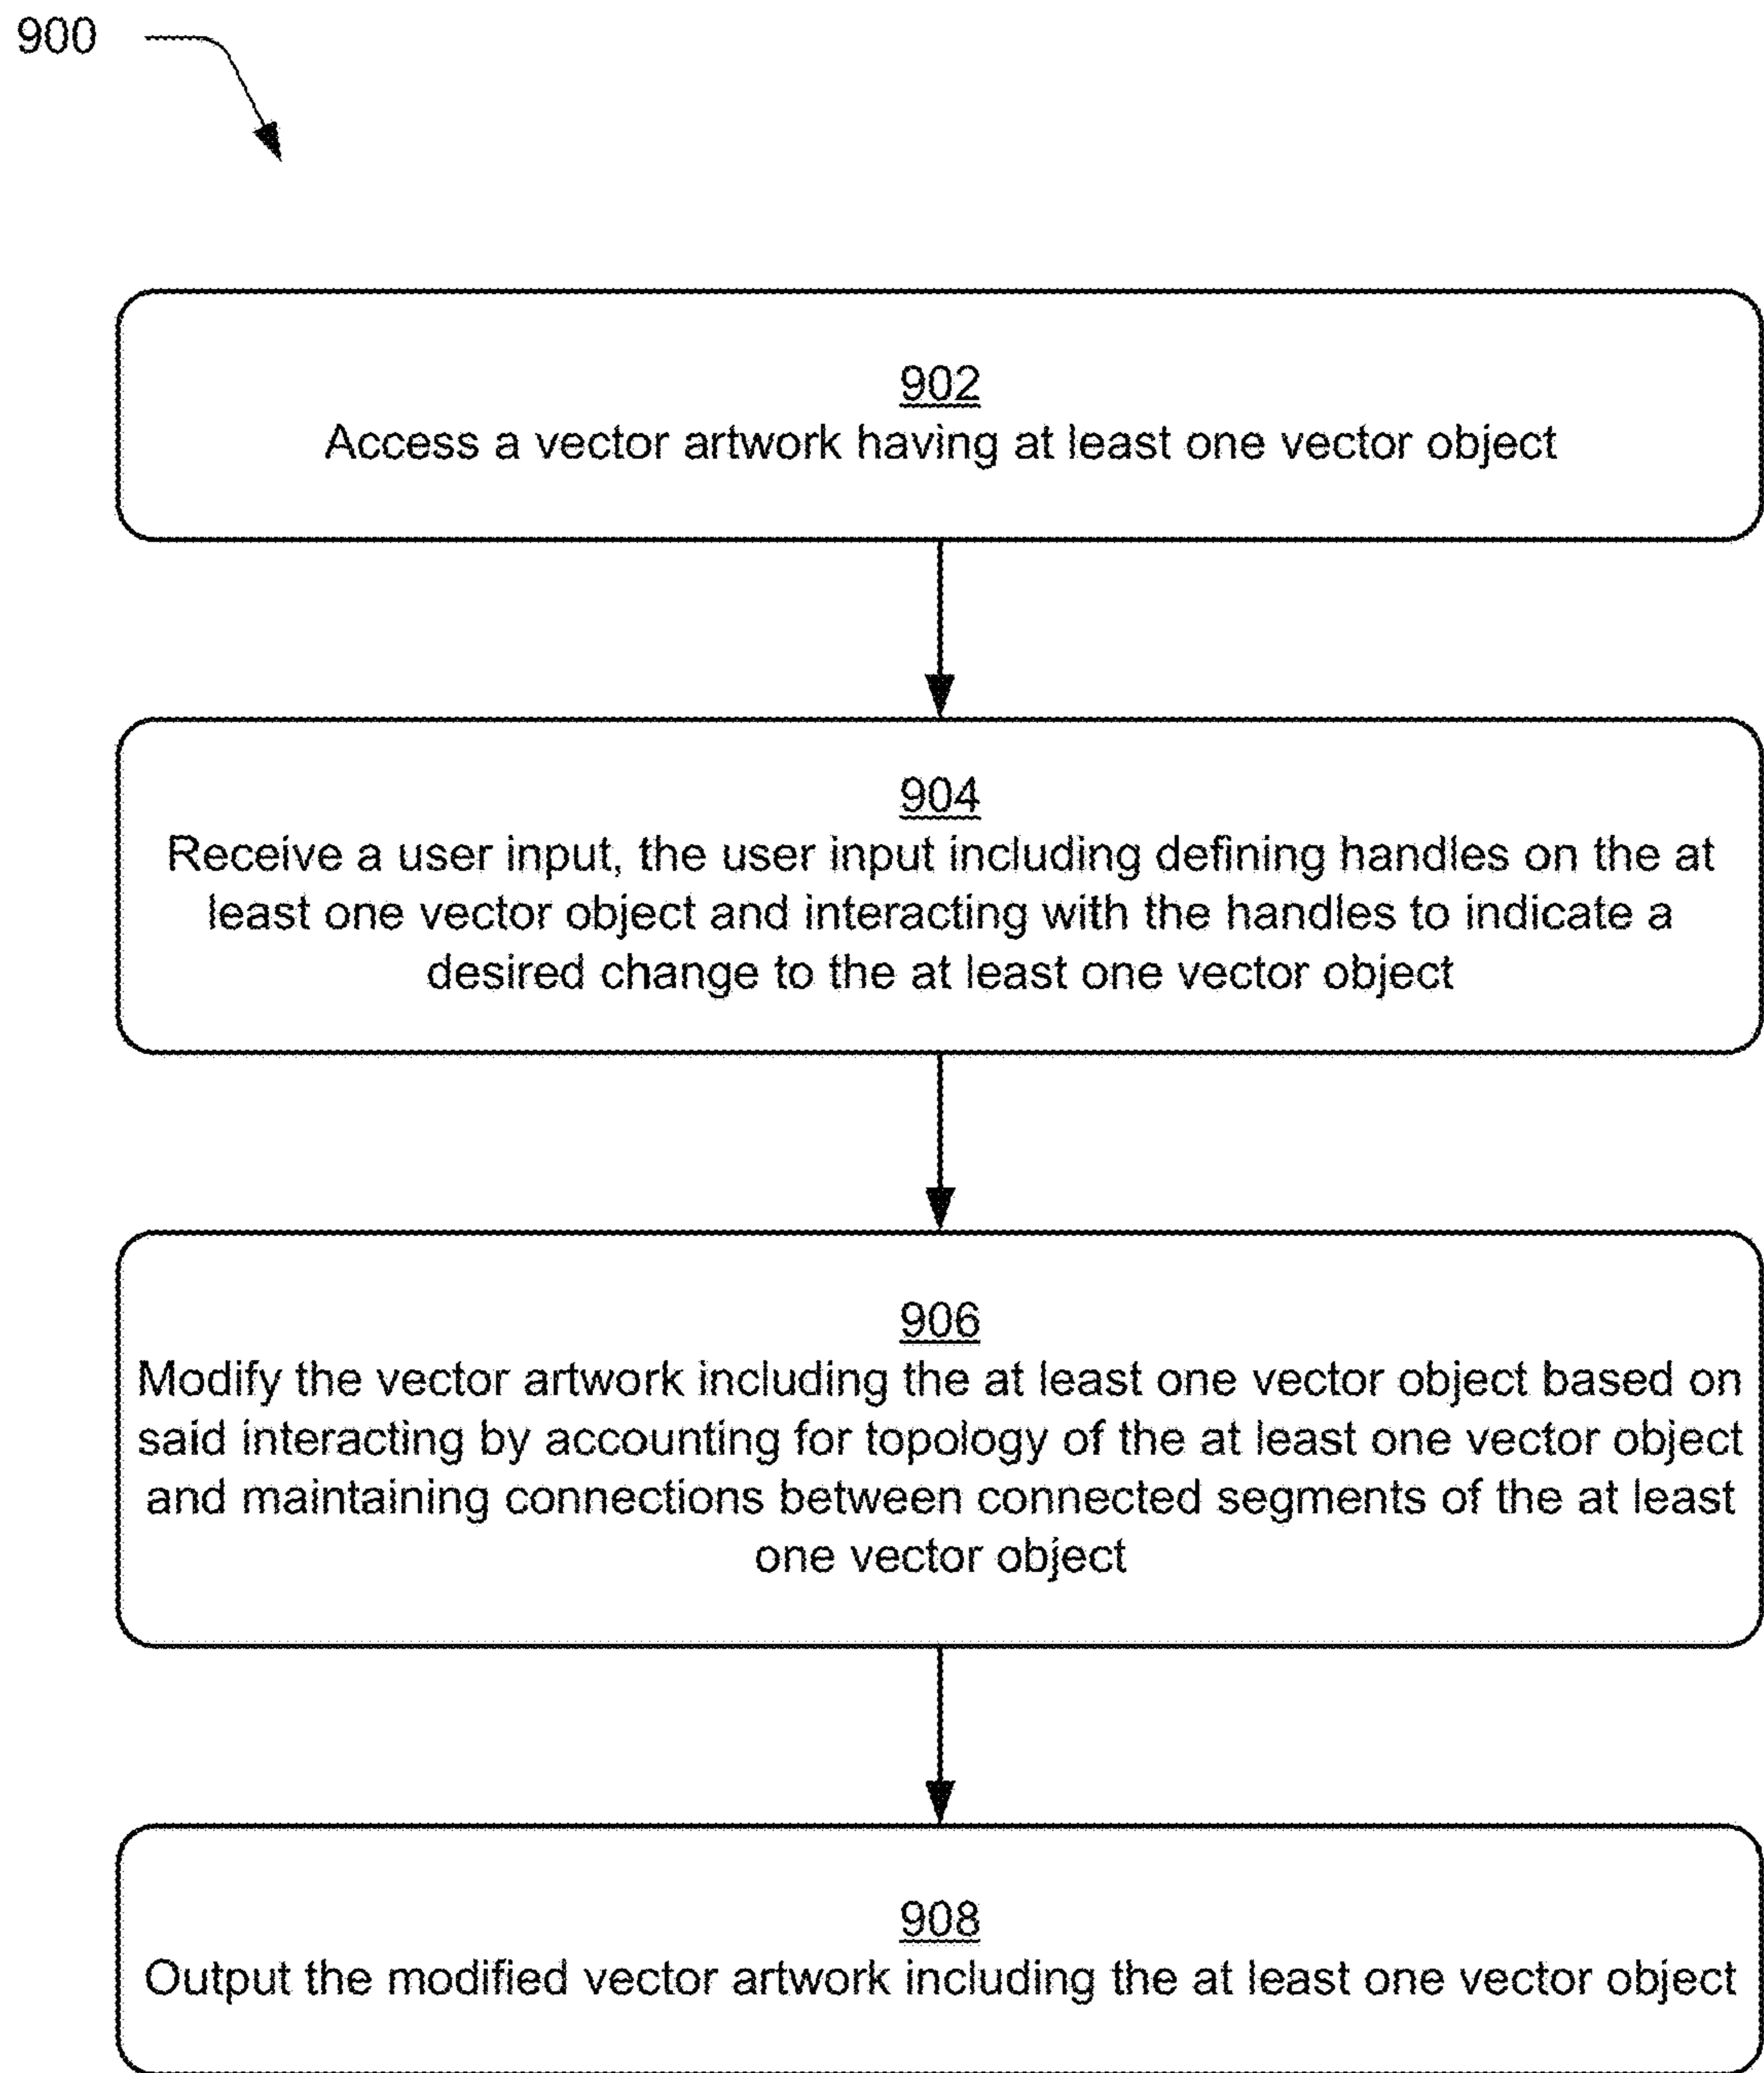 900
902
Access a vector artwork having at least one vector object
904
Receive a user input, the user input including defining handles on the at
least one vector object and interacting with the handles to indicate a
desired change to the at least one vector object
906
Modify the vector artwork including the at least one vector object based on
said interacting by accounting for topology of the at least one vector object
and maintaining connections between connected segments of the at least
one vector object
908
Output the modified vector artwork including the at least one vector object